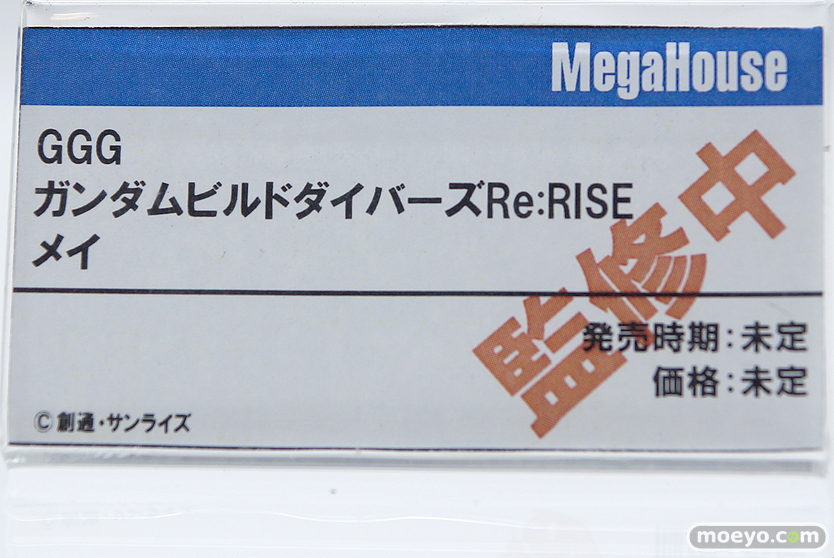 MegaHouse
GGG
ガンダムビルドダイバーズRe:RISE
メイ
監修中
発売時期:未定
価格:未定
©創通・サンライズ
moeyo.com